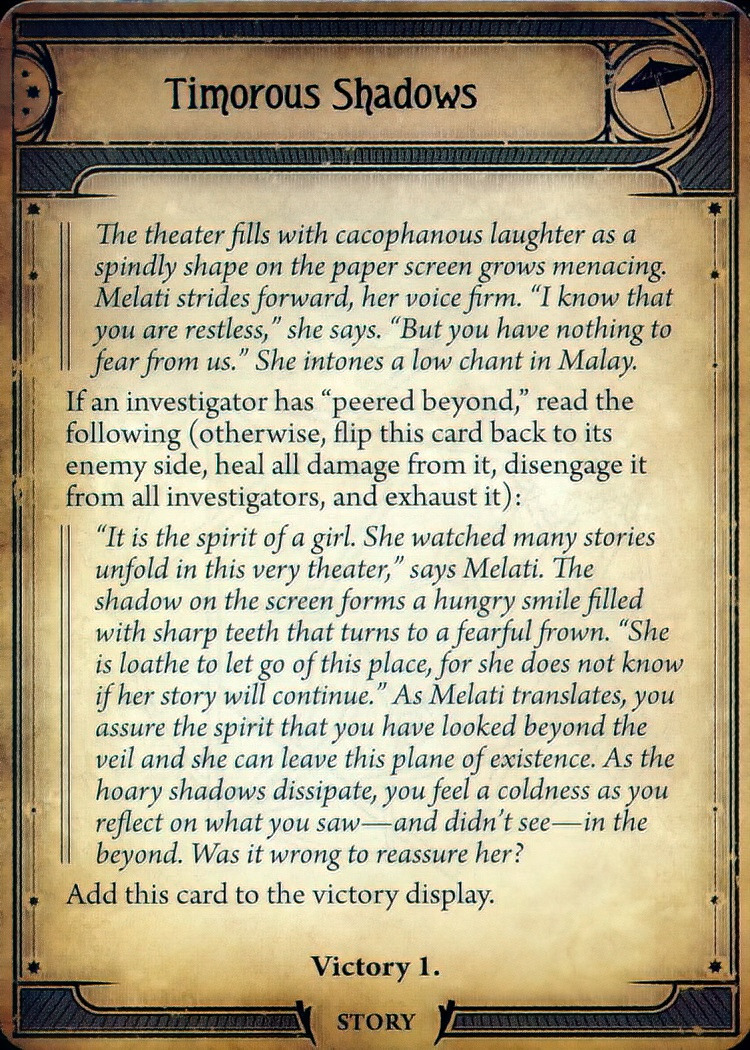 Timorous Shadows
The theater fills with cacophanous laughter as a
spindly shape on the paper screen grows menacing.
Melati strides forward, her voice firm. “I know that
you are restless,” she says. “But you have nothing to
fear from us.” She intones a low chant in Malay.
If an investigator has “peered beyond,” read the
following (otherwise, flip this card back to its
enemy side, heal all damage from it, disengage it
from all investigators, and exhaust it):
“It is the spirit of a girl. She watched many stories
unfold in this very theater,” says Melati. The
shadow on the screen forms a hungry smile filled
with sharp teeth that turns to a fearful frown. “She
is loathe to let go of this place, for she does not know
if her story will continue.” As Melati translates, you
assure the spirit that you have looked beyond the
veil and she can leave this plane of existence. As the
hoary shadows dissipate, you feel a coldness as you
reflect on what you saw—and didn’t see—in the
beyond. Was it wrong to reassure her?
Add this card to the victory display.
Victory 1.
STORY